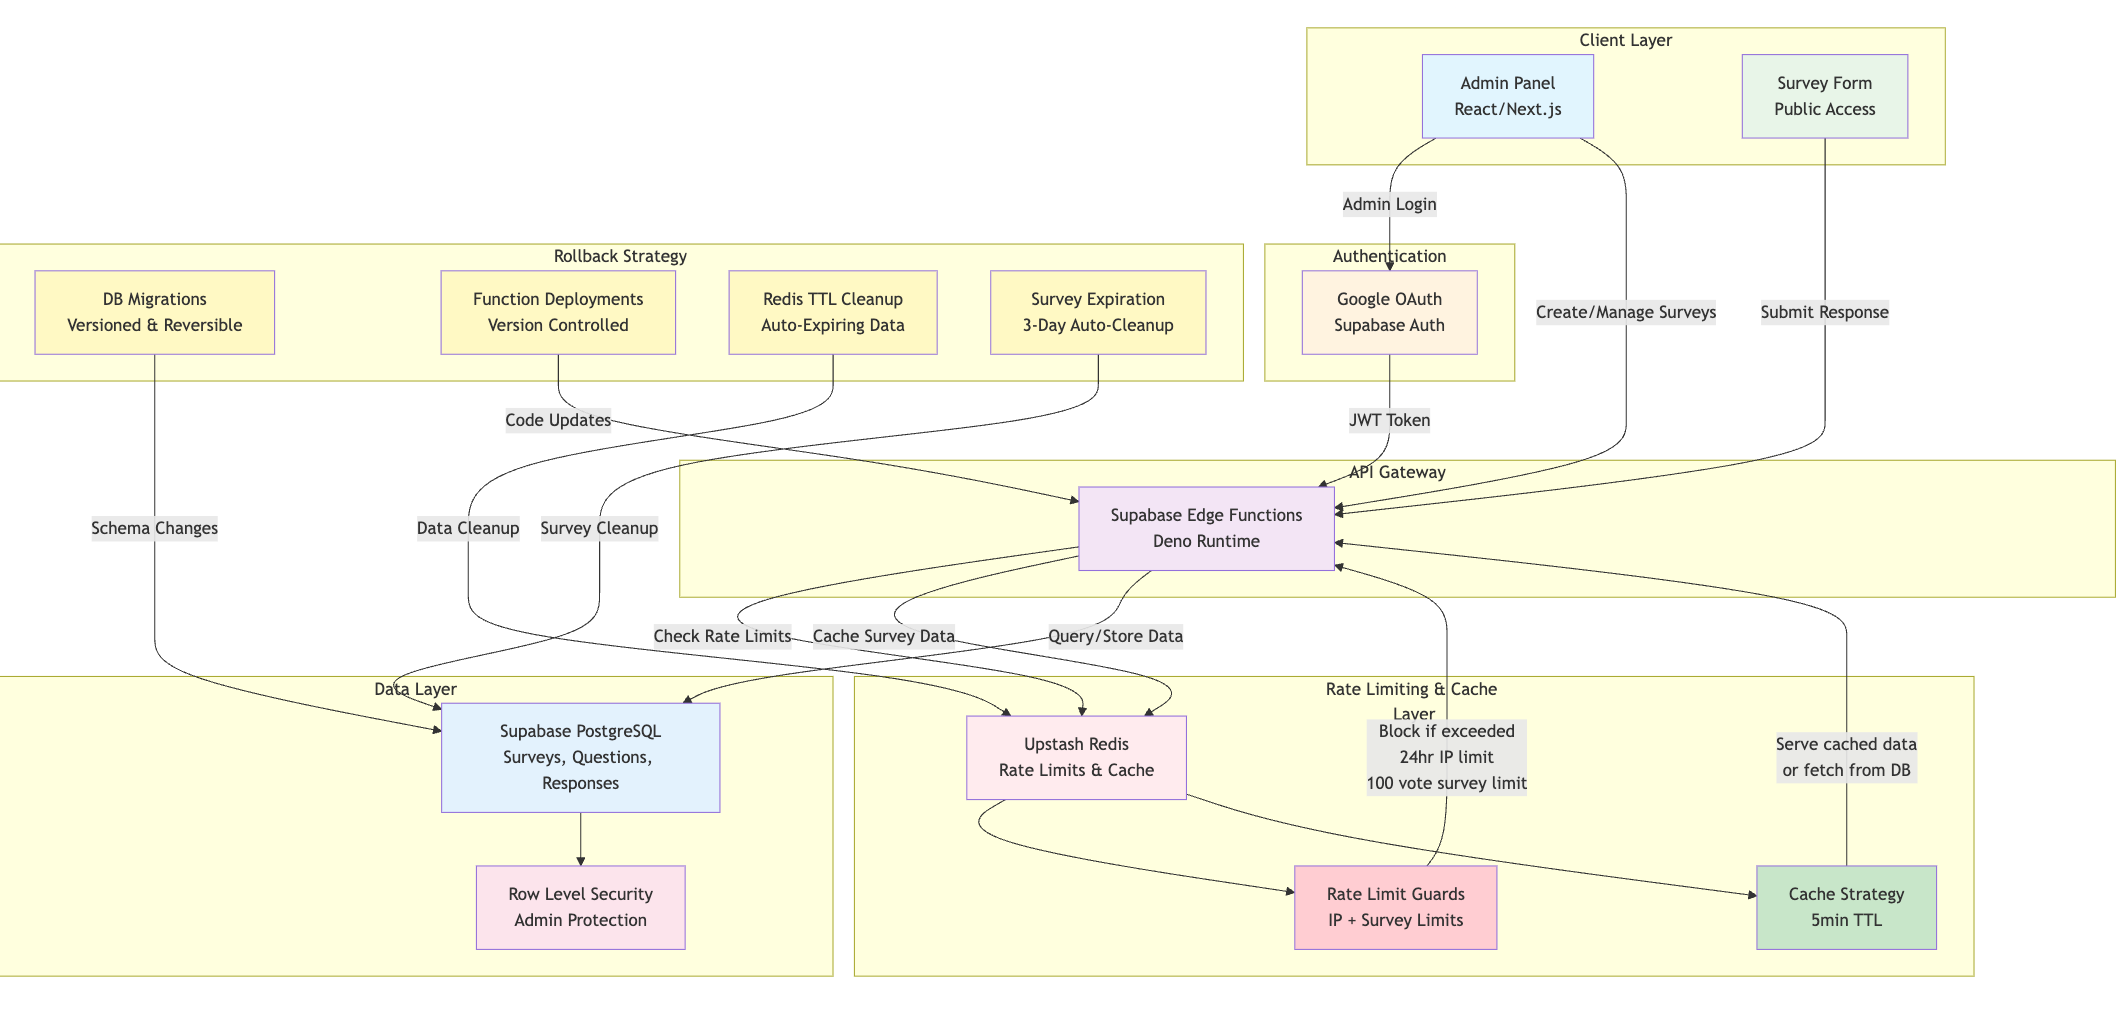 Client Layer
Admin Panel
React/Next.js
Survey Form
Public Access
Admin Login
Rollback Strategy
DB Migrations
Versioned & Reversible
Function Deployments
Version Controlled
Redis TTL Cleanup
Auto-Expiring Data
Survey Expiration
3-Day Auto-Cleanup
Authentication
Google OAuth
Supabase Auth
Create/Manage Surveys
Submit Response
Code Updates
JWT Token
API Gateway
Supabase Edge Functions
Deno Runtime
Schema Changes
Data Cleanup
Survey Cleanup
Check Rate Limits
Cache Survey Data
Query/Store Data
Data Layer
Supabase PostgreSQL
Surveys, Questions,
Responses
Row Level Security
Admin Protection
Rate Limiting & Cache
Layer
Upstash Redis
Rate Limits & Cache
Block if exceeded
24hr IP limit
100 vote survey limit
Serve cached data
or fetch from DB
Rate Limit Guards
IP + Survey Limits
Cache Strategy
5min TTL